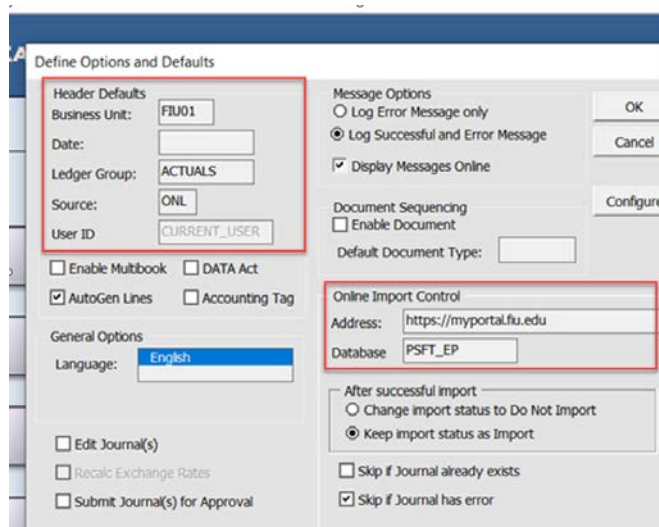 Define Options and Defaults
Header Defaults
Business Unit: FIU01
Date:
Ledger Group: ACTUALS
Source: ONL
User ID CURRENT_USER
Enable Multibook DATA Act
AutoGen Lines Accounting Tag
General Options
Language: English
Edit Journal(s)
Recalc Exchange Rates
Submit Journal(s) for Approval
Message Options
Log Error Message only
Log Successful and Error Message
Display Messages Online
Document Sequencing
Enable Document
Default Document Type:
Online Import Control
Address: https://myportal.fiu.edu
Database PSFT_EP
After successful import
Change import status to Do Not Import
Keep import status as Import
Skip if Journal already exists
Skip if Journal has error
OK
Cancel
Configure